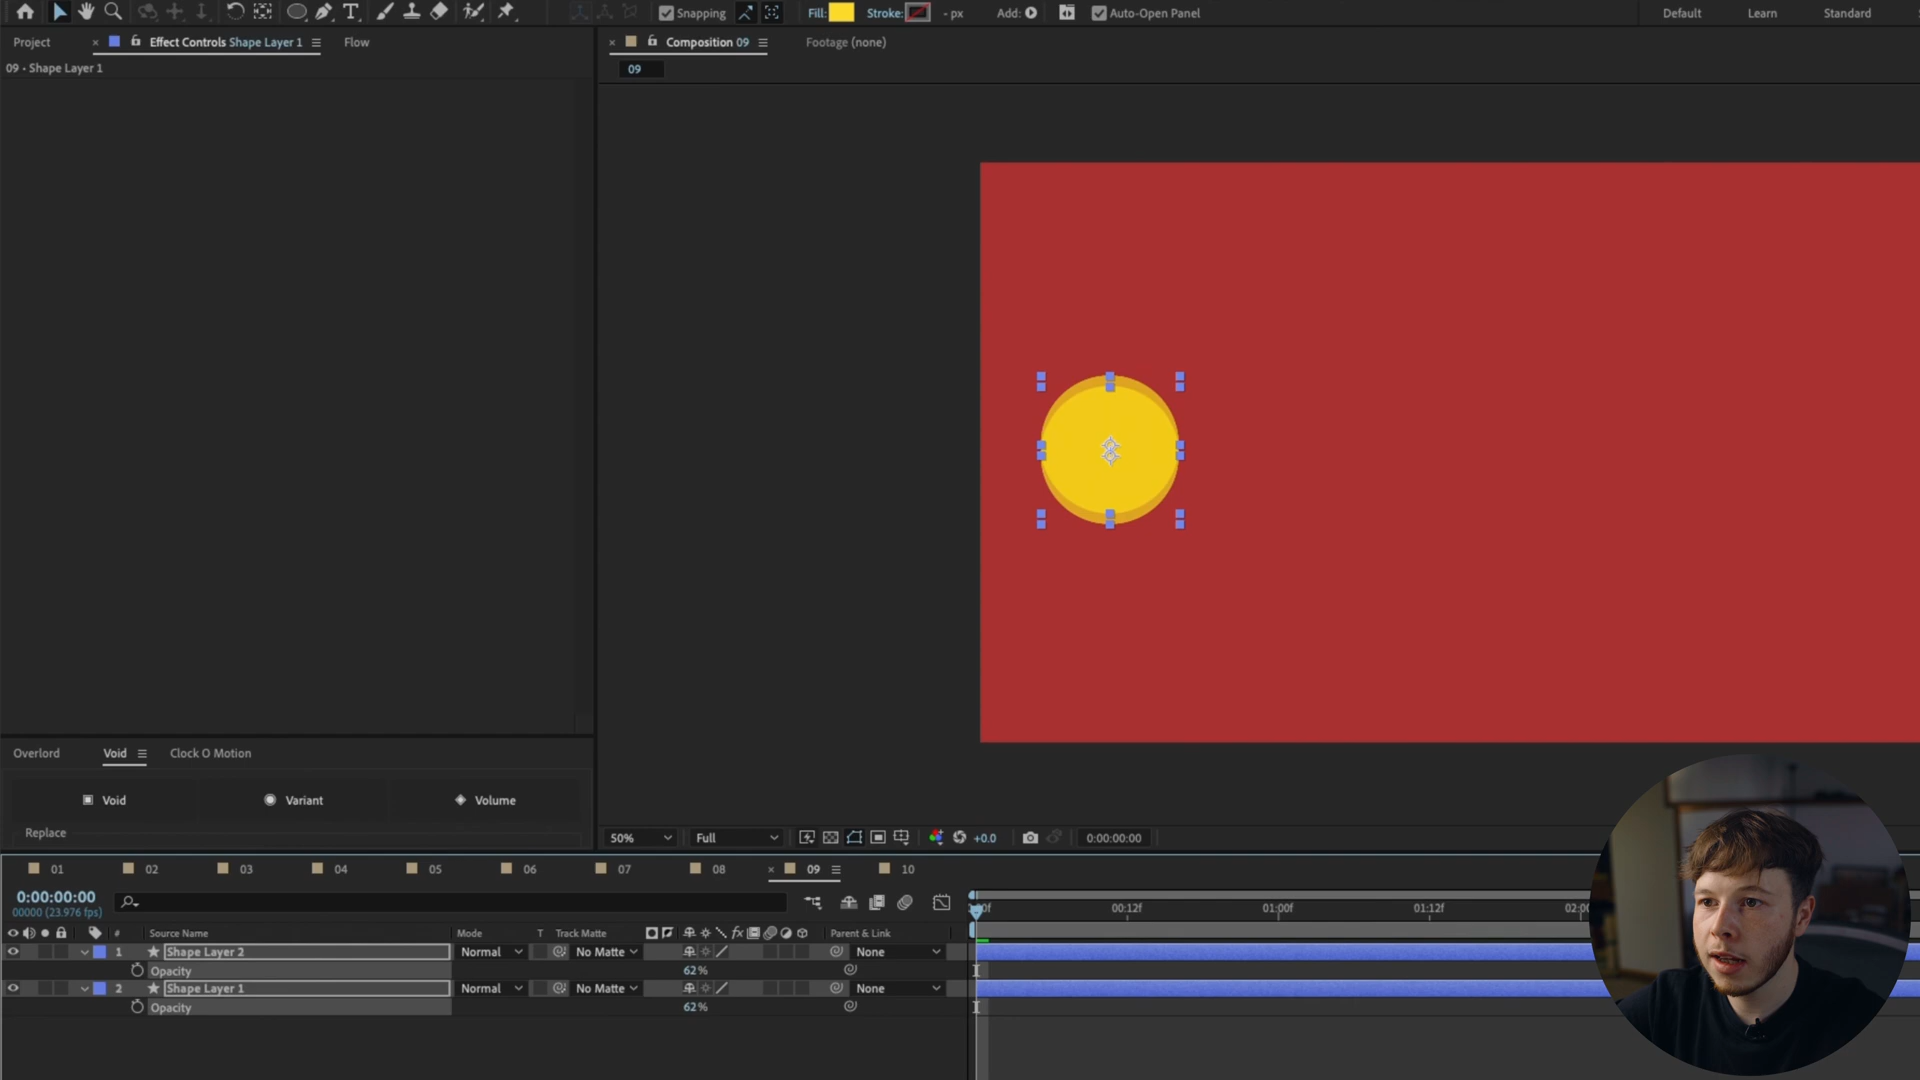 Snapping
Fill:
Stroke:
- px
Add:
Auto-Open Panel
Default
Learn
Standard
Project
Effect Controls Shape Layer 1
Flow
Composition 09
Footage (none)
09 • Shape Layer 1
09
Overlord
Void
Clock O Motion
Void
Variant
Volume
Replace
50%
Full
+0.0
0:00:00:00
01
02
03
04
05
06
07
08
09
10
0:00:00:00
00000 (23.976 fps)
00:12f
01:00f
01:12f
#
Source Name
Mode
T
Track Matte
Parent & Link
1
Shape Layer 2
Normal
No Matte
None
Opacity
62%
2
Shape Layer 1
Normal
No Matte
None
Opacity
62%